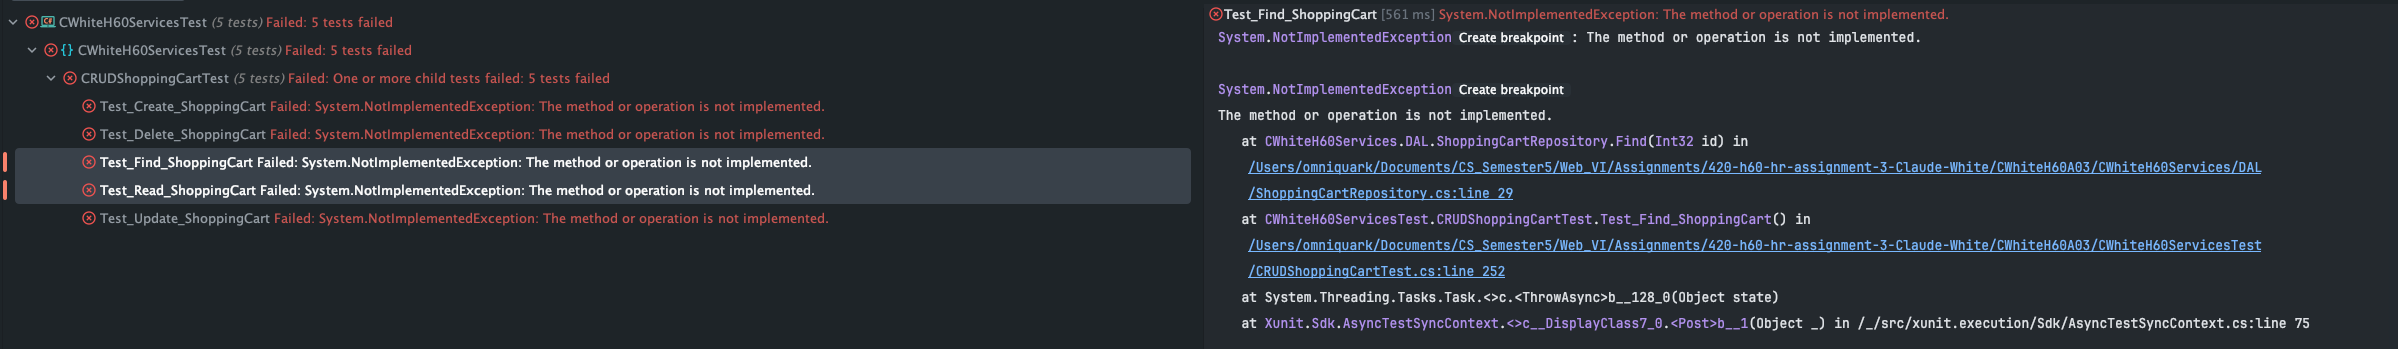 CWhiteH60ServicesTest (5 tests) Failed: 5 tests failed
CWhiteH60ServicesTest (5 tests) Failed: 5 tests failed
CRUDShoppingCartTest (5 tests) Failed: One or more child tests failed: 5 tests failed
Test_Create_ShoppingCart Failed: System.NotImplementedException: The method or operation is not implemented.
Test_Delete_ShoppingCart Failed: System.NotImplementedException: The method or operation is not implemented.
Test_Find_ShoppingCart Failed: System.NotImplementedException: The method or operation is not implemented.
Test_Read_ShoppingCart Failed: System.NotImplementedException: The method or operation is not implemented.
Test_Update_ShoppingCart Failed: System.NotImplementedException: The method or operation is not implemented.
Test_Find_ShoppingCart [561 ms] System.NotImplementedException: The method or operation is not implemented.
System.NotImplementedException Create breakpoint : The method or operation is not implemented.
System.NotImplementedException Create breakpoint
The method or operation is not implemented.
at CWhiteH60Services.DAL.ShoppingCartRepository.Find(Int32 id) in
/Users/omniquark/Documents/CS_Semester5/Web_VI/Assignments/420-h60-hr-assignment-3-Claude-White/CWhiteH60A03/CWhiteH60Services/DAL
/ShoppingCartRepository.cs:line 29
at CWhiteH60ServicesTest.CRUDShoppingCartTest.Test_Find_ShoppingCart() in
/Users/omniquark/Documents/CS_Semester5/Web_VI/Assignments/420-h60-hr-assignment-3-Claude-White/CWhiteH60A03/CWhiteH60ServicesTest
/CRUDShoppingCartTest.cs:line 252
at System.Threading.Tasks.Task.<>c.<ThrowAsync>b__128_0(Object state)
at Xunit.Sdk.AsyncTestSyncContext.<>c__DisplayClass7_0.<Post>b__1(Object _) in /_/src/xunit.execution/Sdk/AsyncTestSyncContext.cs:line 75